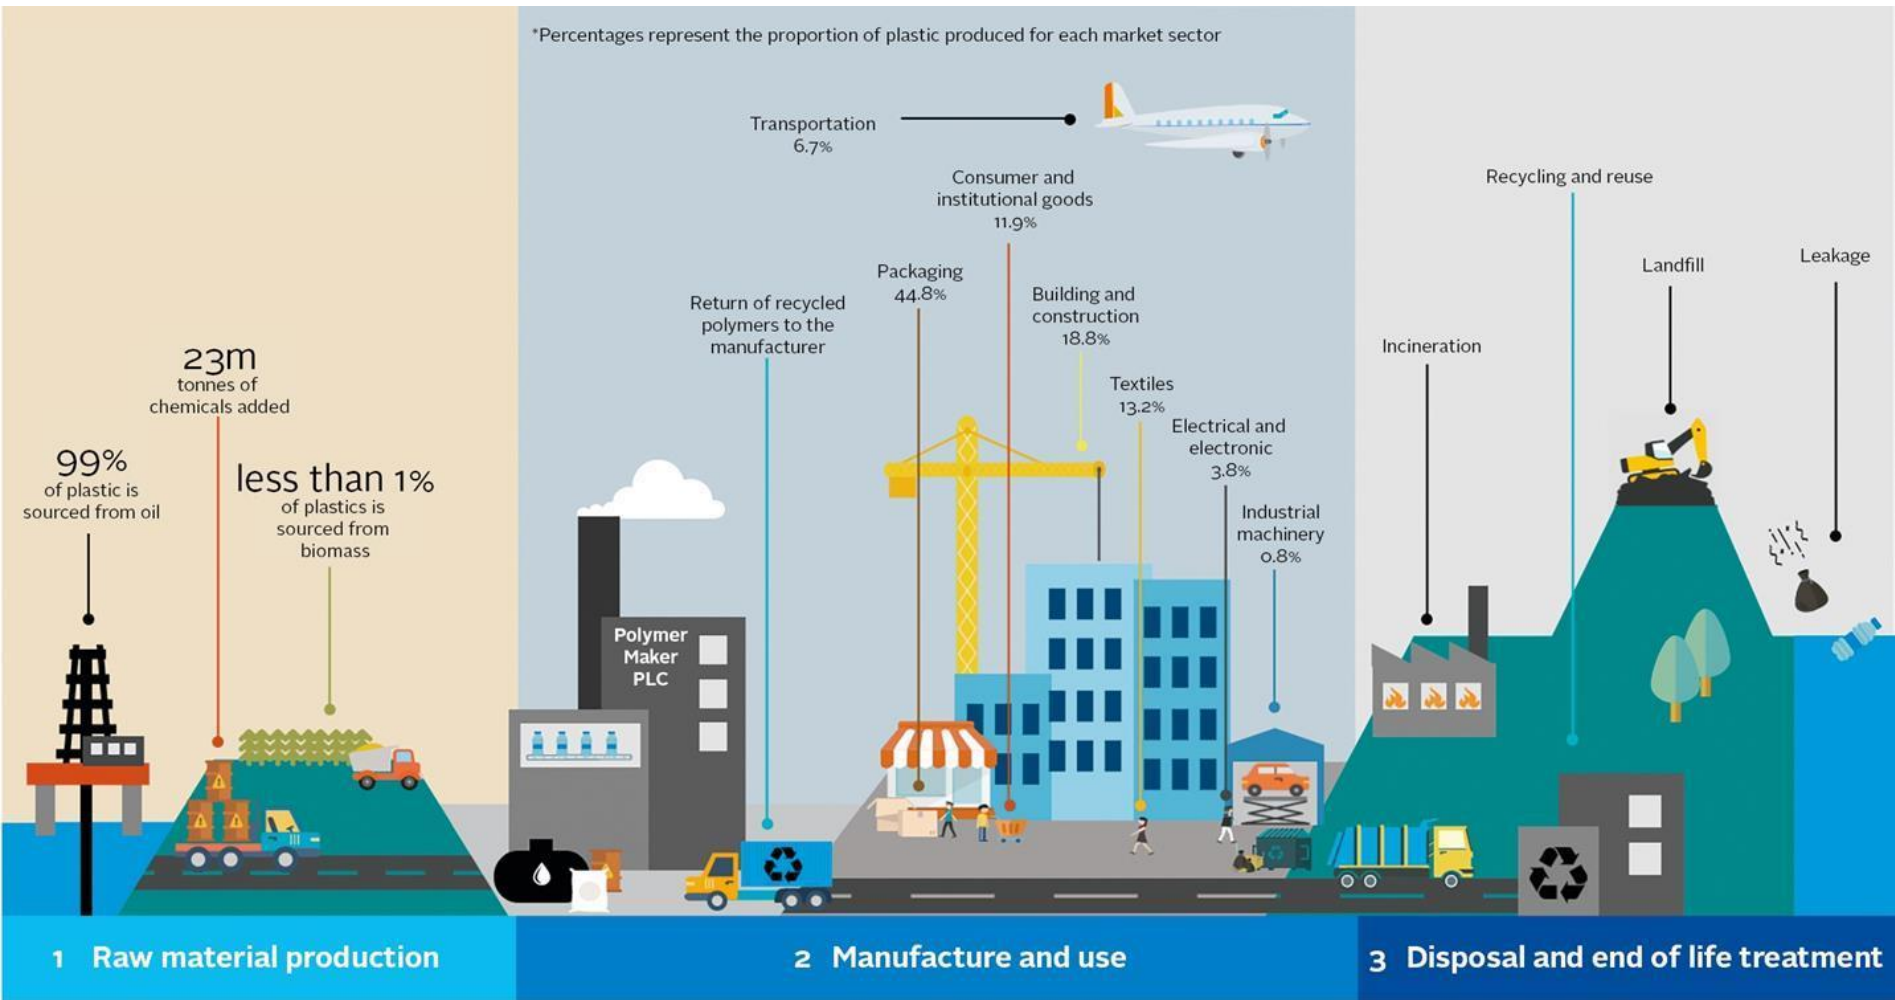 *Percentages represent the proportion of plastic produced for each market sector
99%
of plastic is
sourced from oil
23m
tonnes of
chemicals added
less than 1%
of plastics is
sourced from
biomass
Return of recycled
polymers to the
manufacturer
Polymer
Maker
PLC
Transportation
6.7%
Packaging
44.8%
Consumer and
institutional goods
11.9%
Building and
construction
18.8%
Textiles
13.2%
Electrical and
electronic
3.8%
Industrial
machinery
0.8%
Incineration
Recycling and reuse
Landfill
Leakage
1 Raw material production
2 Manufacture and use
3 Disposal and end of life treatment